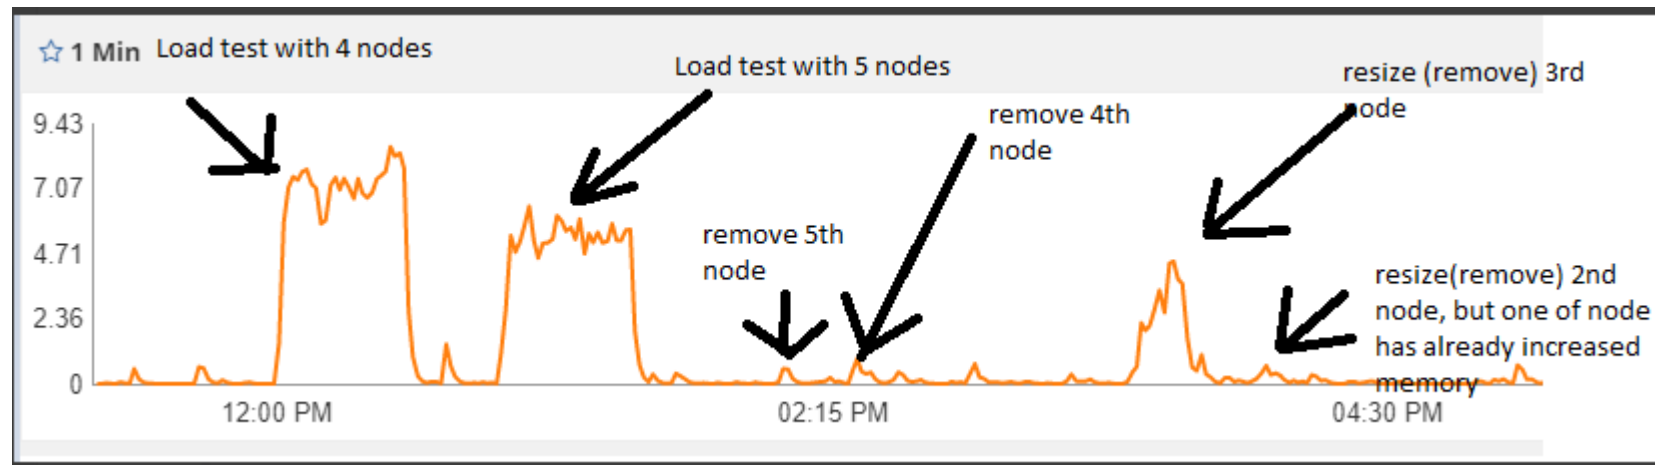 1 Min
Load test with 4 nodes
Load test with 5 nodes
resize (remove) 3rd
node
remove 4th
node
remove 5th
node
resize(remove) 2nd
node, but one of node
has already increased
memory
9.43
7.07
4.71
2.36
0
12:00 PM
02:15 PM
04:30 PM